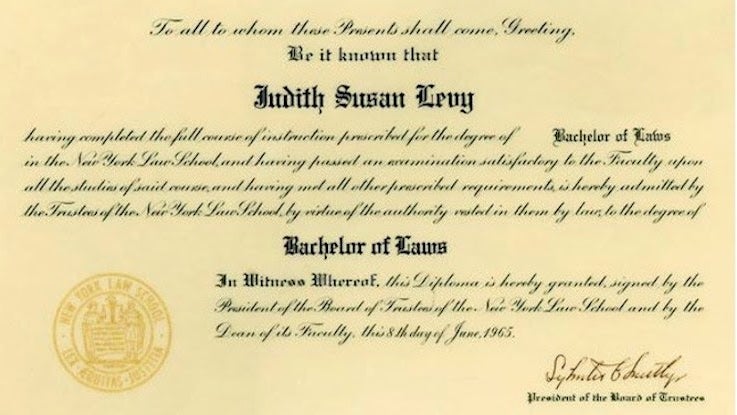 To all to whom these Presents shall come, Greeting,
Be it known that
Judith Susan Levy
having completed the full course of instruction prescribed for the degree of Bachelor of Laws
in the New York Law School, and having passed an examination satisfactory to the Faculty upon
all the studies of said course, and having met all other prescribed requirements, is hereby admitted by
the Trustees of the New York Law School, by virtue of the authority vested in them by law, to the degree of
Bachelor of Laws
In Witness Whereof, this Diploma is hereby granted, signed by the
President of the Board of Trustees of the New York Law School and by the
Dean of its Faculty, this 8th day of June, 1965.
NEW YORK LAW SCHOOL
LEX·ÆQUITAS·JUSTITIA
President of the Board of Trustees